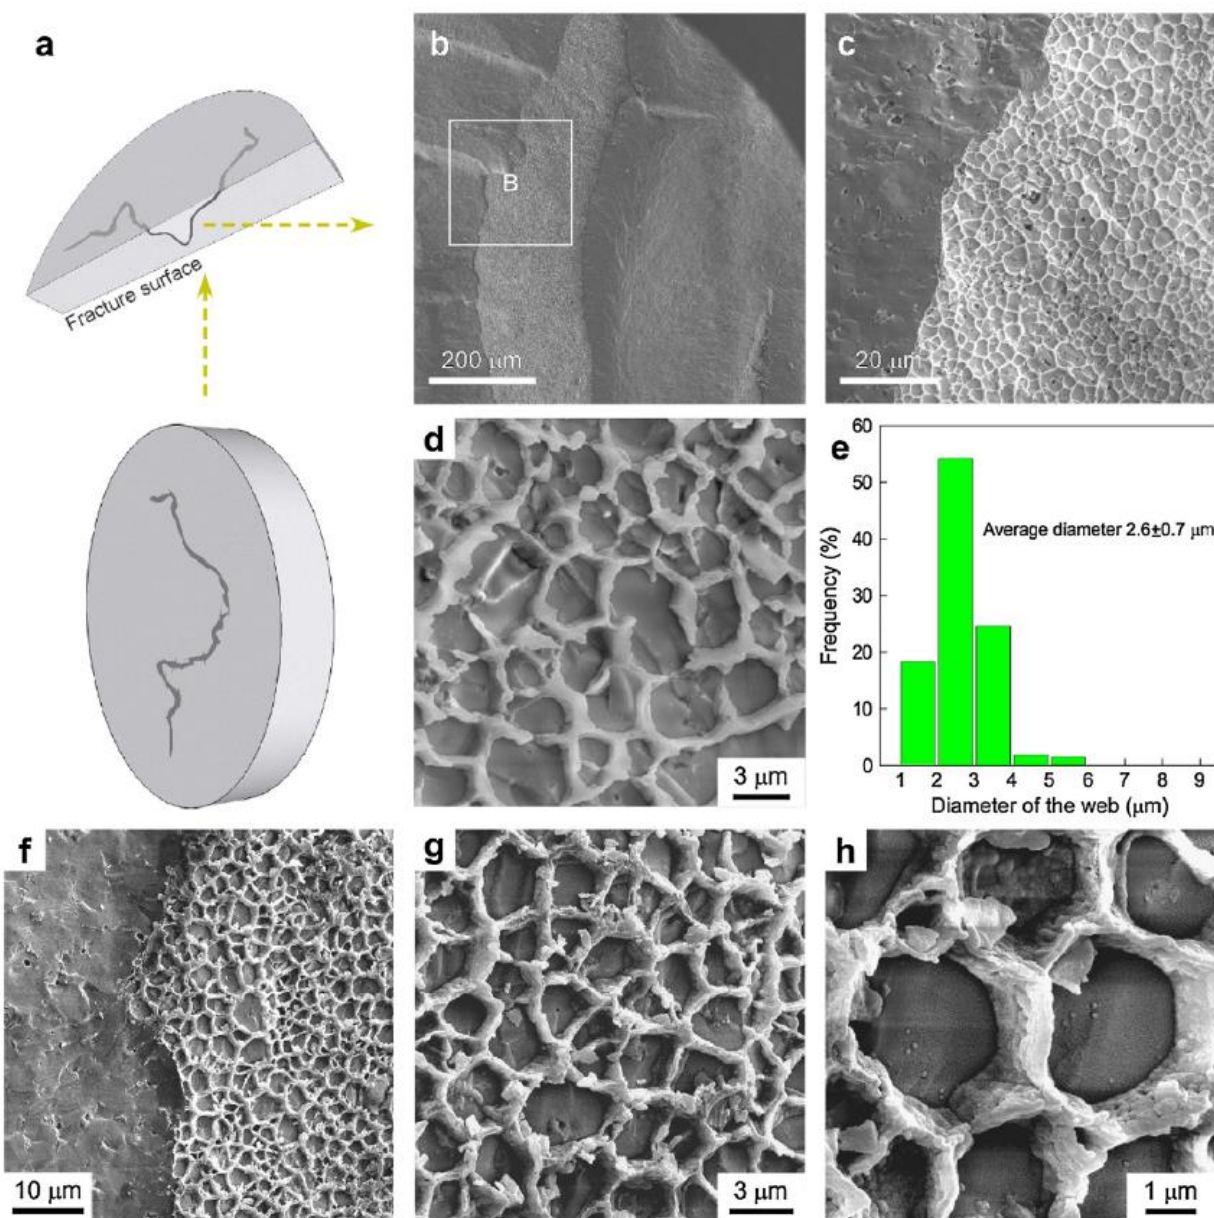 a
Fracture surface
b
B
200 μm
c
20 μm
d
3 μm
e
60
50
40
30
20
10
0
Frequency (%)
Average diameter 2.6±0.7 μm
1 2 3 4 5 6 7 8 9
Diameter of the web (μm)
f
10 μm
g
3 μm
h
1 μm